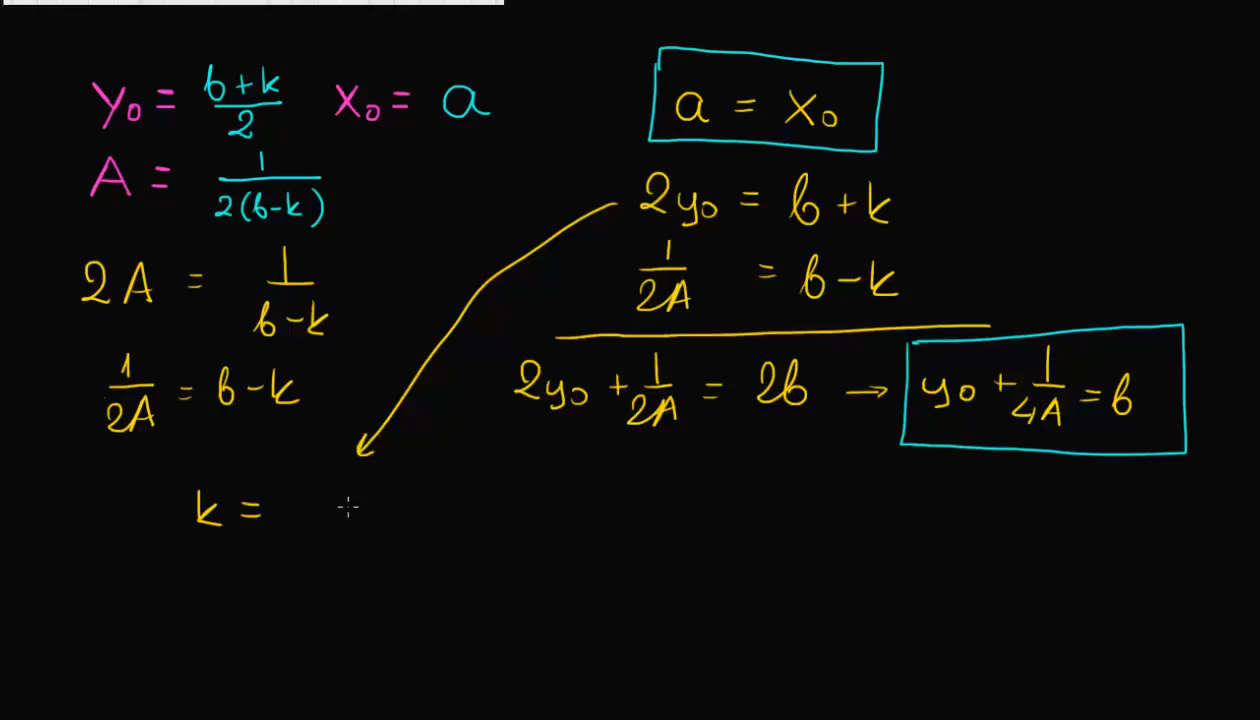 y₀ = (b+k)/2   x₀ = a
A = 1/(2(b-k))
2A = 1/(b-k)
1/(2A) = b-k
k =
a = x₀
2y₀ = b+k
1/(2A) = b-k
2y₀ + 1/(2A) = 2b → y₀ + 1/(4A) = b